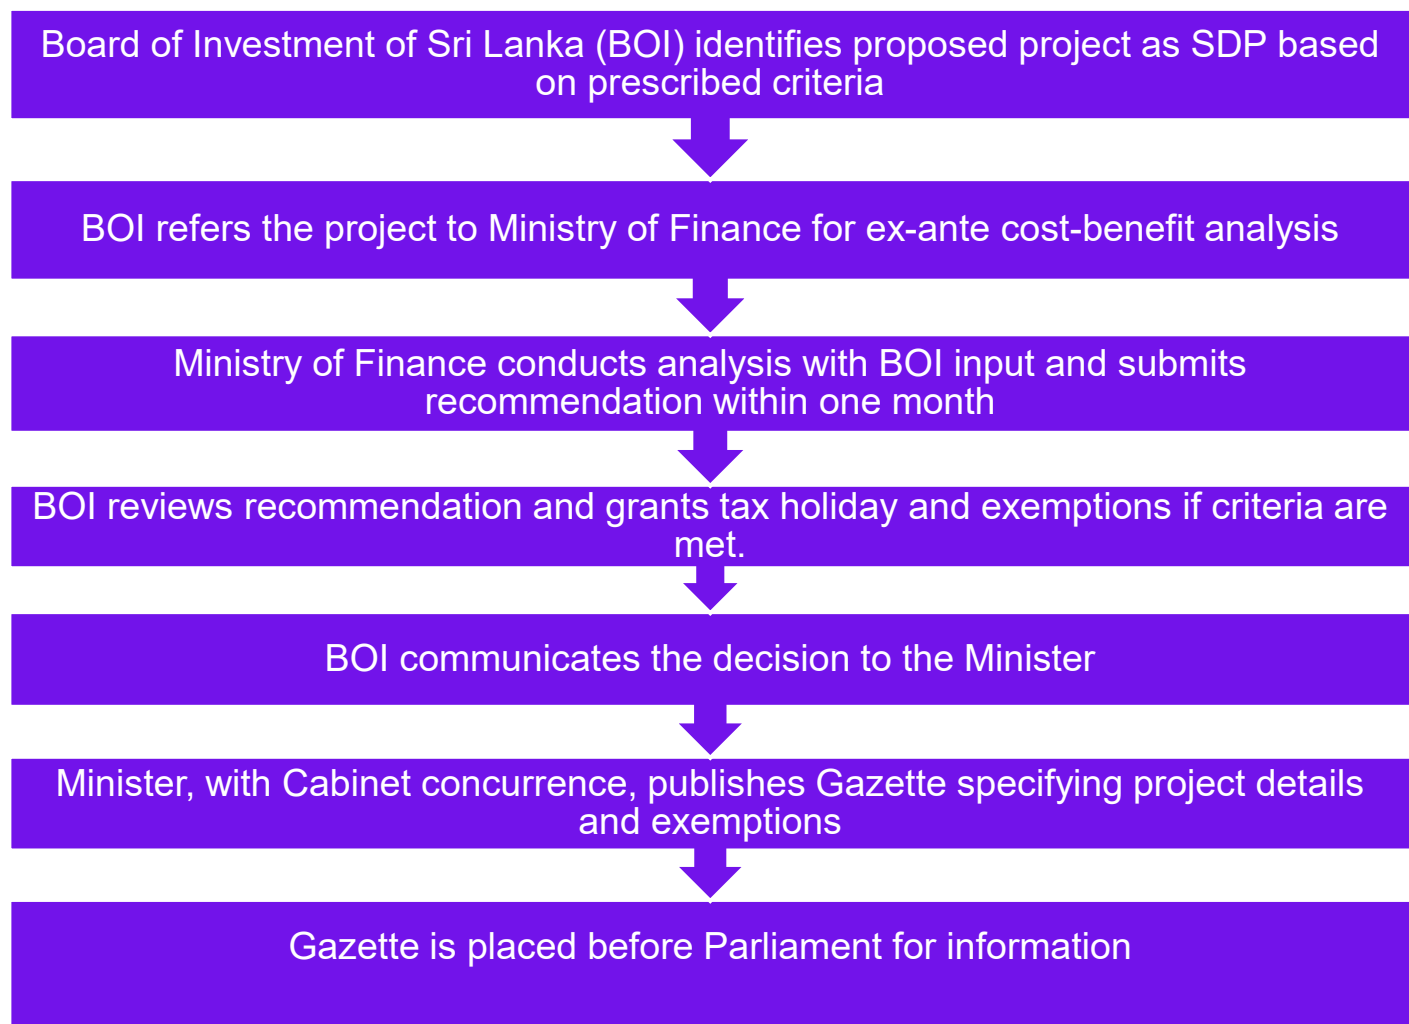 Board of Investment of Sri Lanka (BOI) identifies proposed project as SDP based
on prescribed criteria
BOI refers the project to Ministry of Finance for ex-ante cost-benefit analysis
Ministry of Finance conducts analysis with BOI input and submits
recommendation within one month
BOI reviews recommendation and grants tax holiday and exemptions if criteria are
met.
BOI communicates the decision to the Minister
Minister, with Cabinet concurrence, publishes Gazette specifying project details
and exemptions
Gazette is placed before Parliament for information